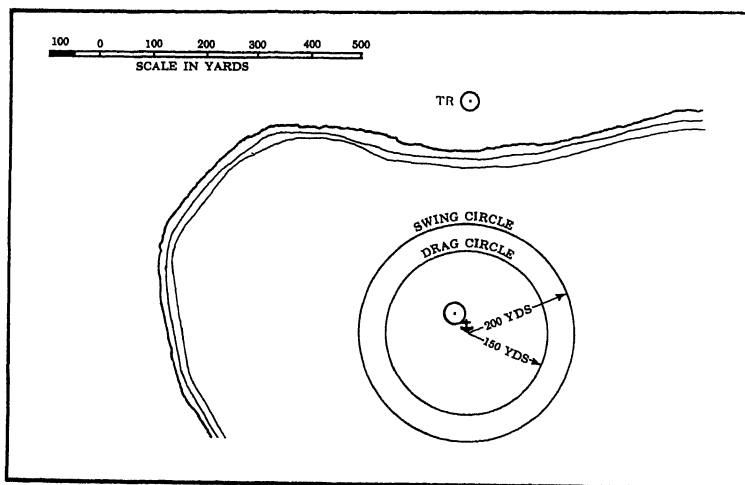 100 0 100 200 300 400 500
SCALE IN YARDS
TR
SWING CIRCLE
DRAG CIRCLE
200 YDS
150 YDS